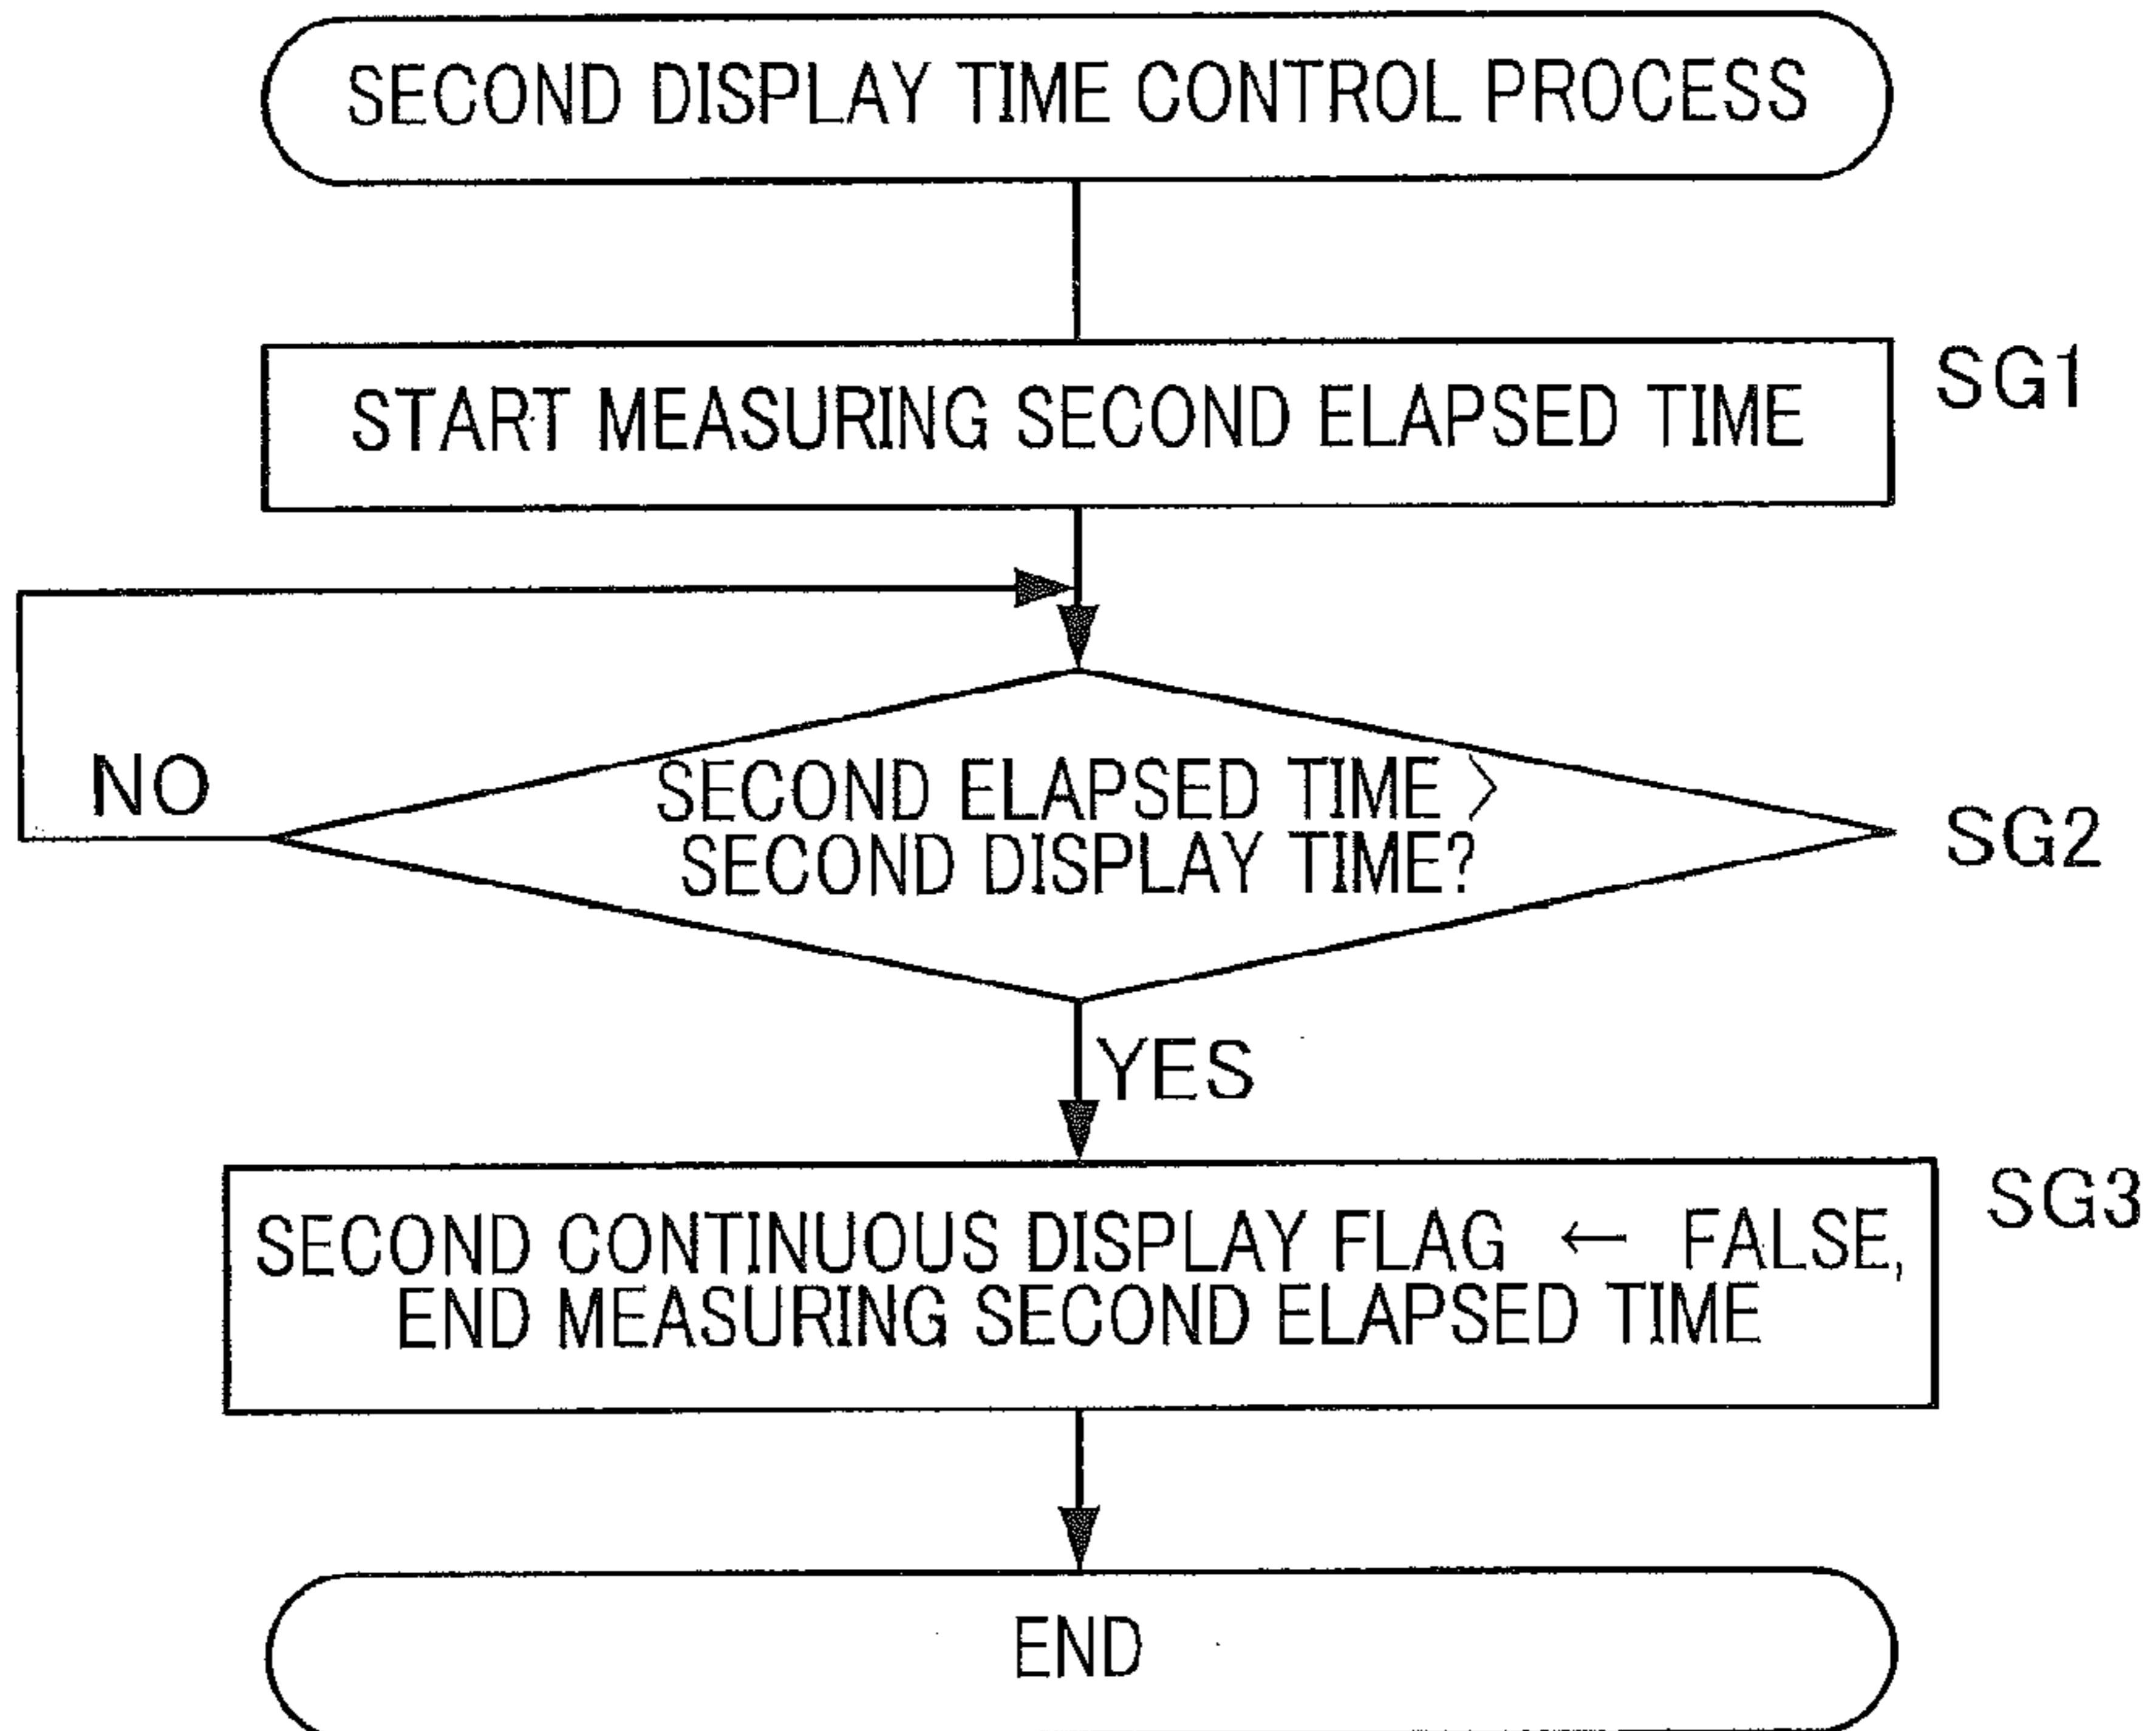 SECOND DISPLAY TIME CONTROL PROCESS
START MEASURING SECOND ELAPSED TIME
SG1
NO
SECOND ELAPSED TIME >
SECOND DISPLAY TIME?
SG2
YES
SECOND CONTINUOUS DISPLAY FLAG ← FALSE,
END MEASURING SECOND ELAPSED TIME
SG3
END